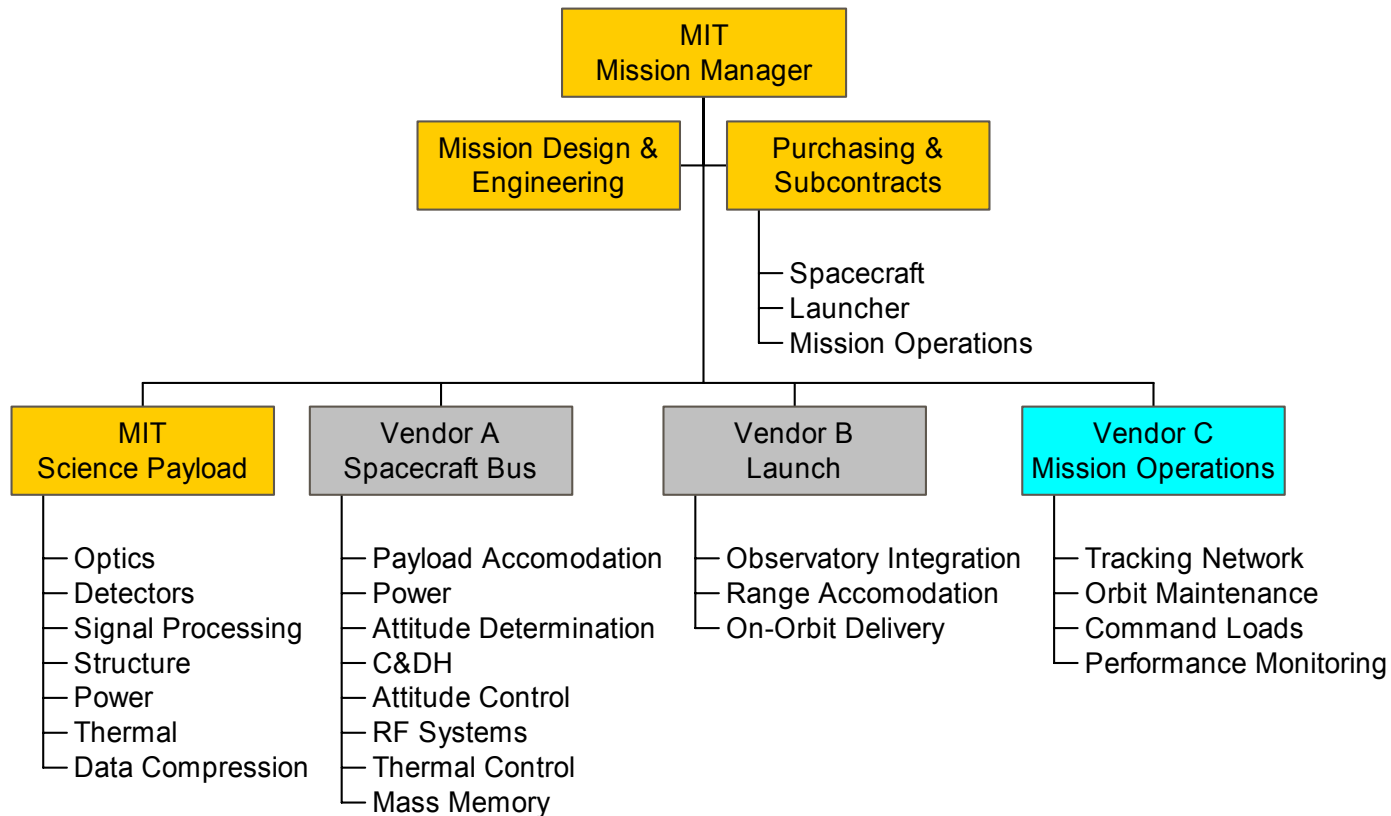 MIT
Mission Manager
Mission Design &
Engineering
Purchasing &
Subcontracts
Spacecraft
Launcher
Mission Operations
MIT
Science Payload
Optics
Detectors
Signal Processing
Structure
Power
Thermal
Data Compression
Vendor A
Spacecraft Bus
Payload Accomodation
Power
Attitude Determination
C&DH
Attitude Control
RF Systems
Thermal Control
Mass Memory
Vendor B
Launch
Observatory Integration
Range Accomodation
On-Orbit Delivery
Vendor C
Mission Operations
Tracking Network
Orbit Maintenance
Command Loads
Performance Monitoring